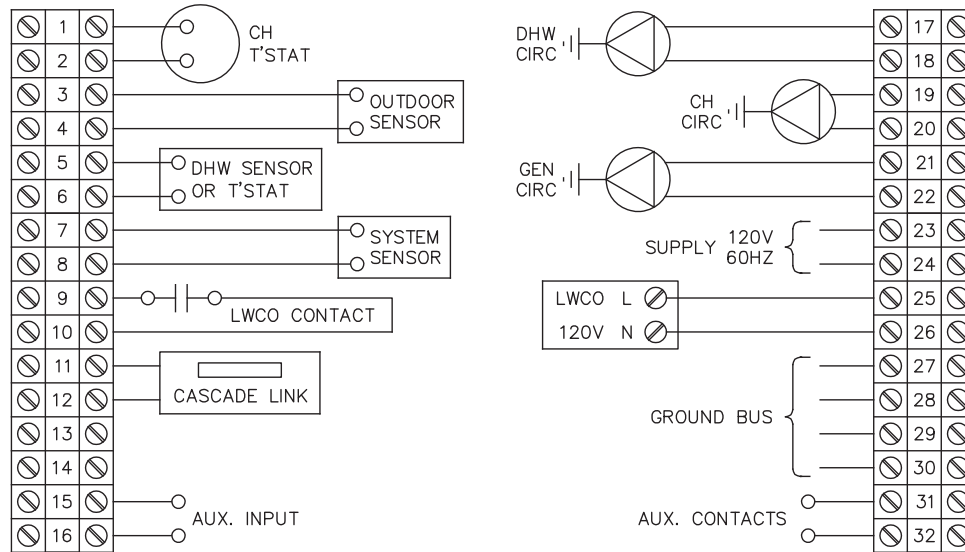 1
CH
T'STAT
2
3
OUTDOOR
SENSOR
4
5
DHW SENSOR
OR T'STAT
6
7
SYSTEM
SENSOR
8
9
LWCO CONTACT
10
11
CASCADE LINK
12
13
14
15
AUX. INPUT
16
DHW
CIRC
17
18
CH
CIRC
19
20
GEN
CIRC
21
22
SUPPLY 120V
60HZ
23
24
LWCO L
25
120V N
26
GROUND BUS
27
28
29
30
AUX. CONTACTS
31
32